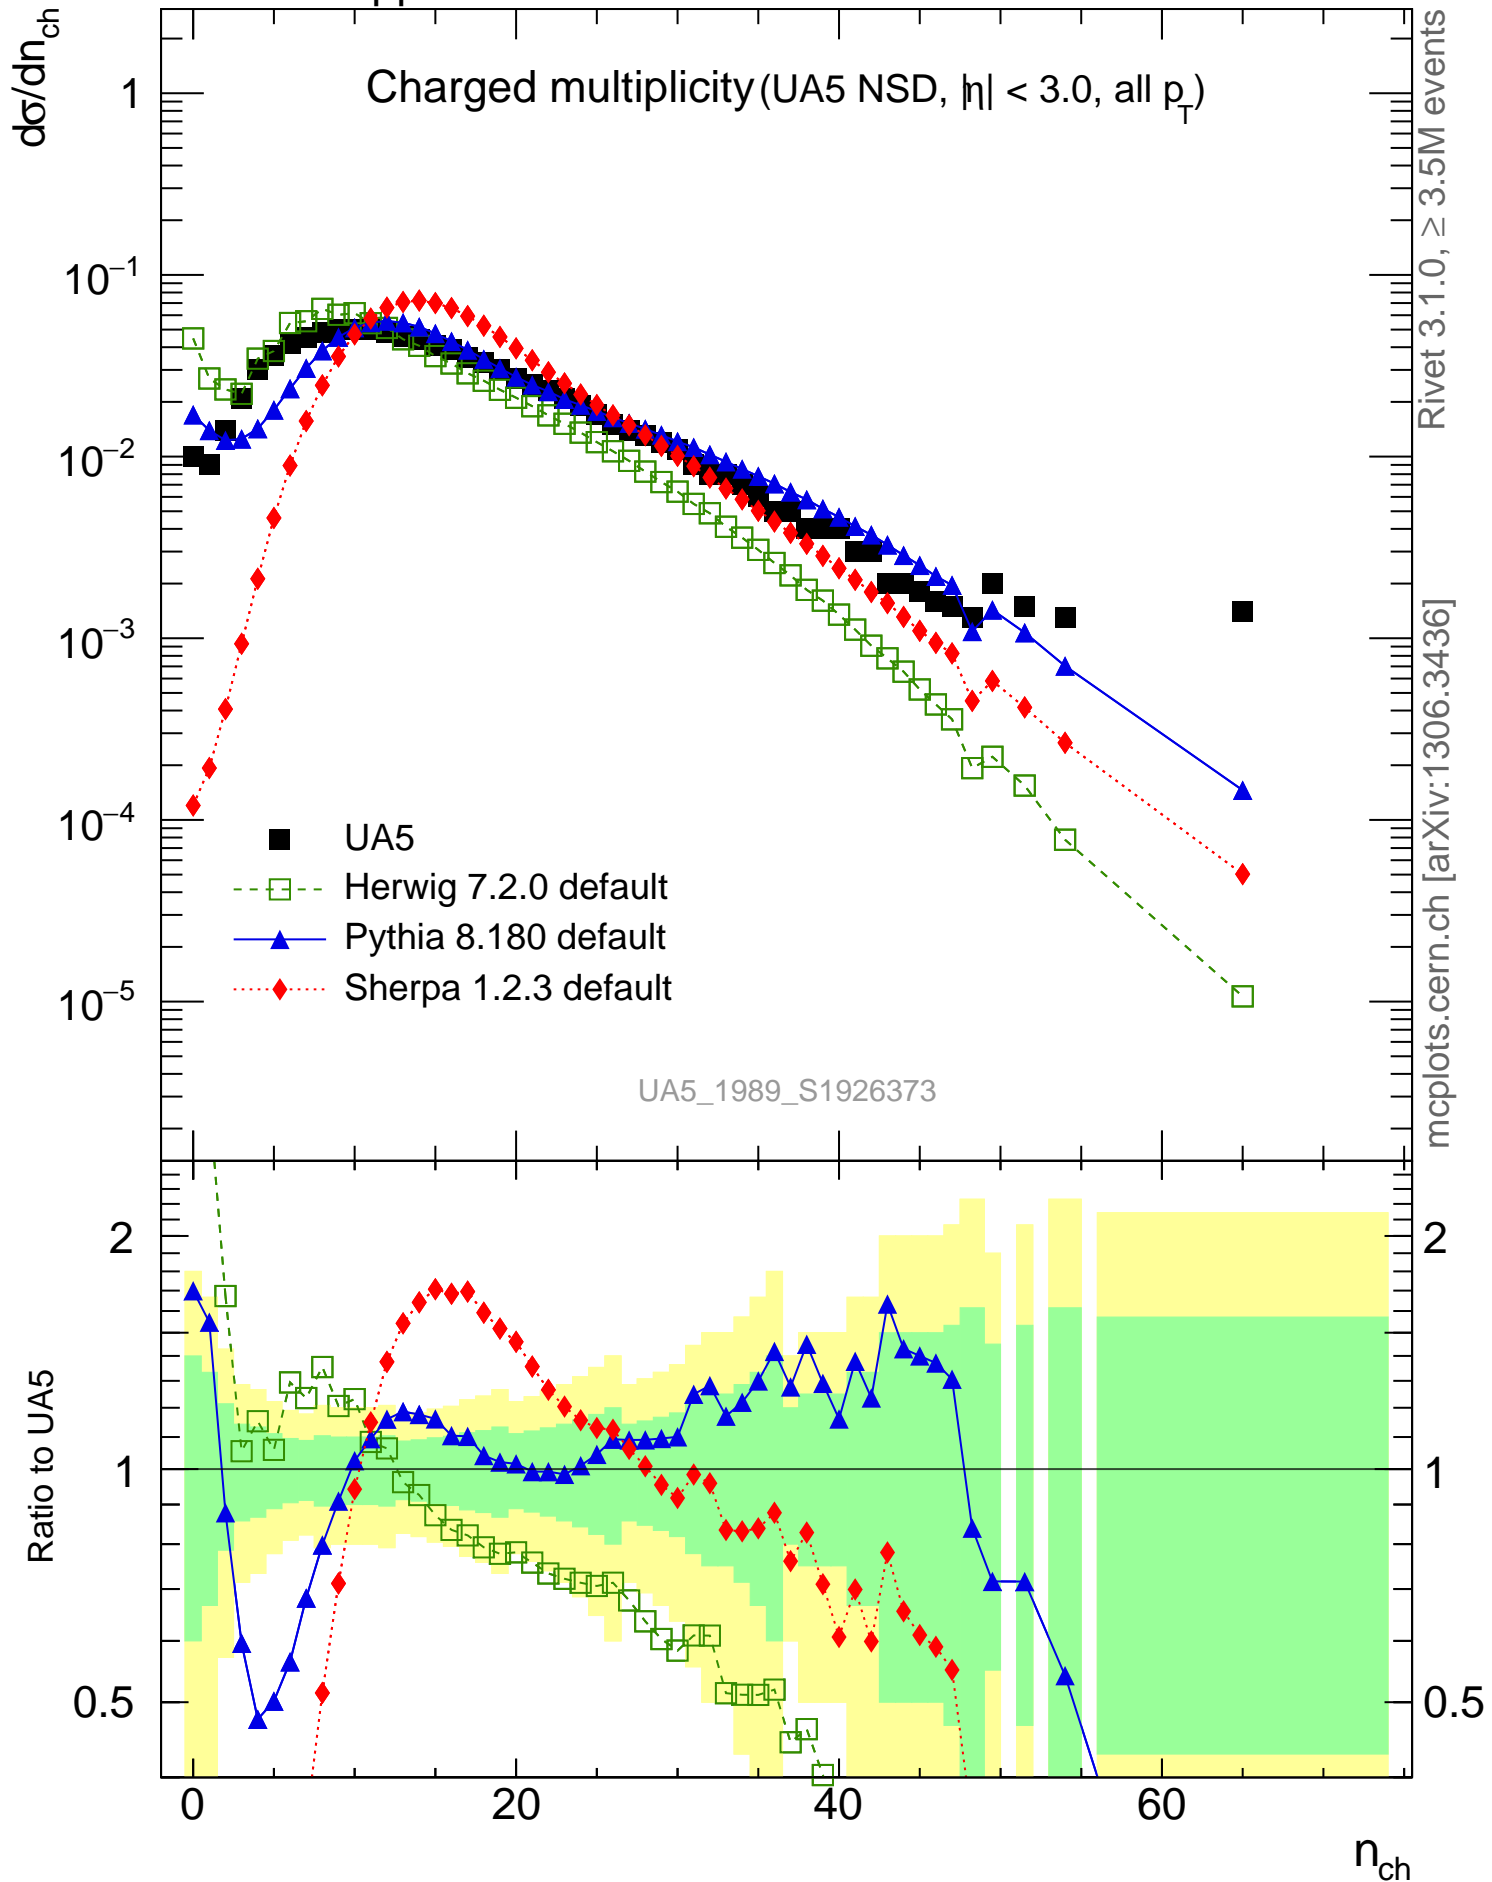 dσ/dn_ch
Charged multiplicity (UA5 NSD, |η| < 3.0, all p_T)
1
10^−1
10^−2
10^−3
10^−4
10^−5
UA5
Herwig 7.2.0 default
Pythia 8.180 default
Sherpa 1.2.3 default
UA5_1989_S1926373
Rivet 3.1.0, ≥ 3.5M events
mcplots.cern.ch [arXiv:1306.3436]
Ratio to UA5
2
1
0.5
2
1
0.5
0
20
40
60
n_ch